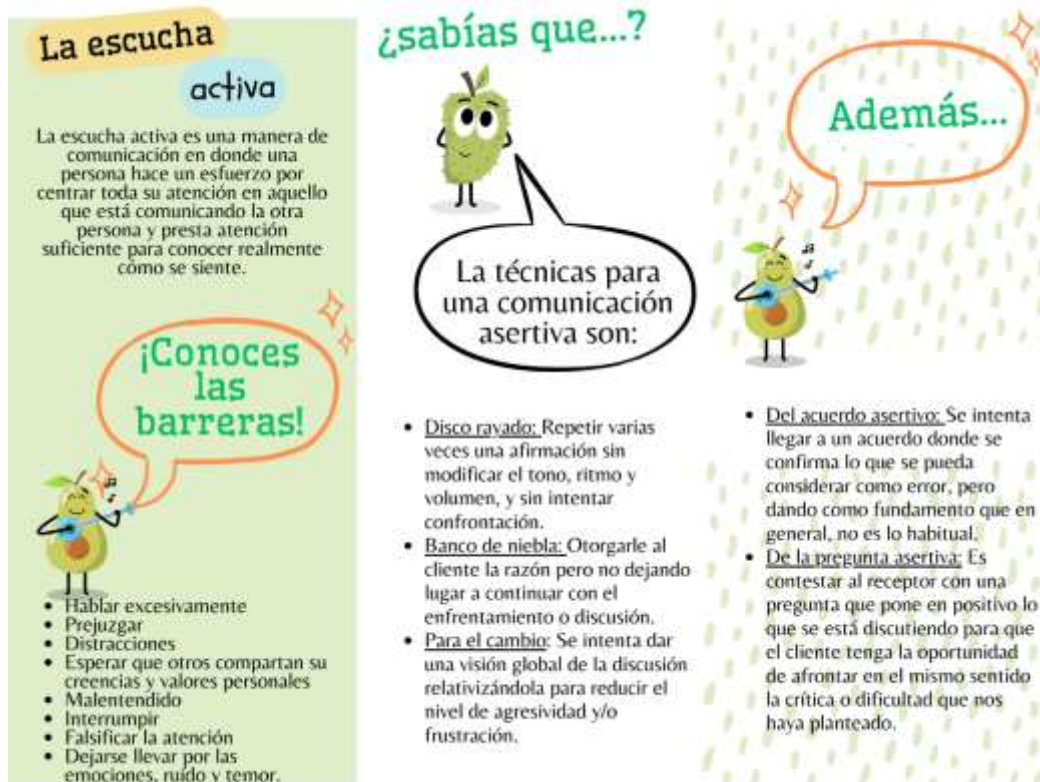 La escucha
activa
La escucha activa es una manera de
comunicación en donde una
persona hace un esfuerzo por
centrar toda su atención en aquello
que está comunicando la otra
persona y presta atención
suficiente para conocer realmente
cómo se siente.
¡Conoces
las
barreras!
• Hablar excesivamente
• Prejuzgar
• Distracciones
• Esperar que otros compartan su
creencias y valores personales
• Malentendido
• Interrumpir
• Falsificar la atención
• Dejarse llevar por las
emociones, ruido y temor.
¿sabías que...?
La técnicas para
una comunicación
asertiva son:
• Disco rayado: Repetir varias
veces una afirmación sin
modificar el tono, ritmo y
volumen, y sin intentar
confrontación.
• Banco de niebla: Otorgarle al
cliente la razón pero no dejando
lugar a continuar con el
enfrentamiento o discusión.
• Para el cambio: Se intenta dar
una visión global de la discusión
relativizándola para reducir el
nivel de agresividad y/o
frustración.
Además...
• Del acuerdo asertivo: Se intenta
llegar a un acuerdo donde se
confirma lo que se pueda
considerar como error, pero
dando como fundamento que en
general, no es lo habitual.
• De la pregunta asertiva: Es
contestar al receptor con una
pregunta que pone en positivo lo
que se está discutiendo para que
el cliente tenga la oportunidad
de afrontar en el mismo sentido
la crítica o dificultad que nos
haya planteado.